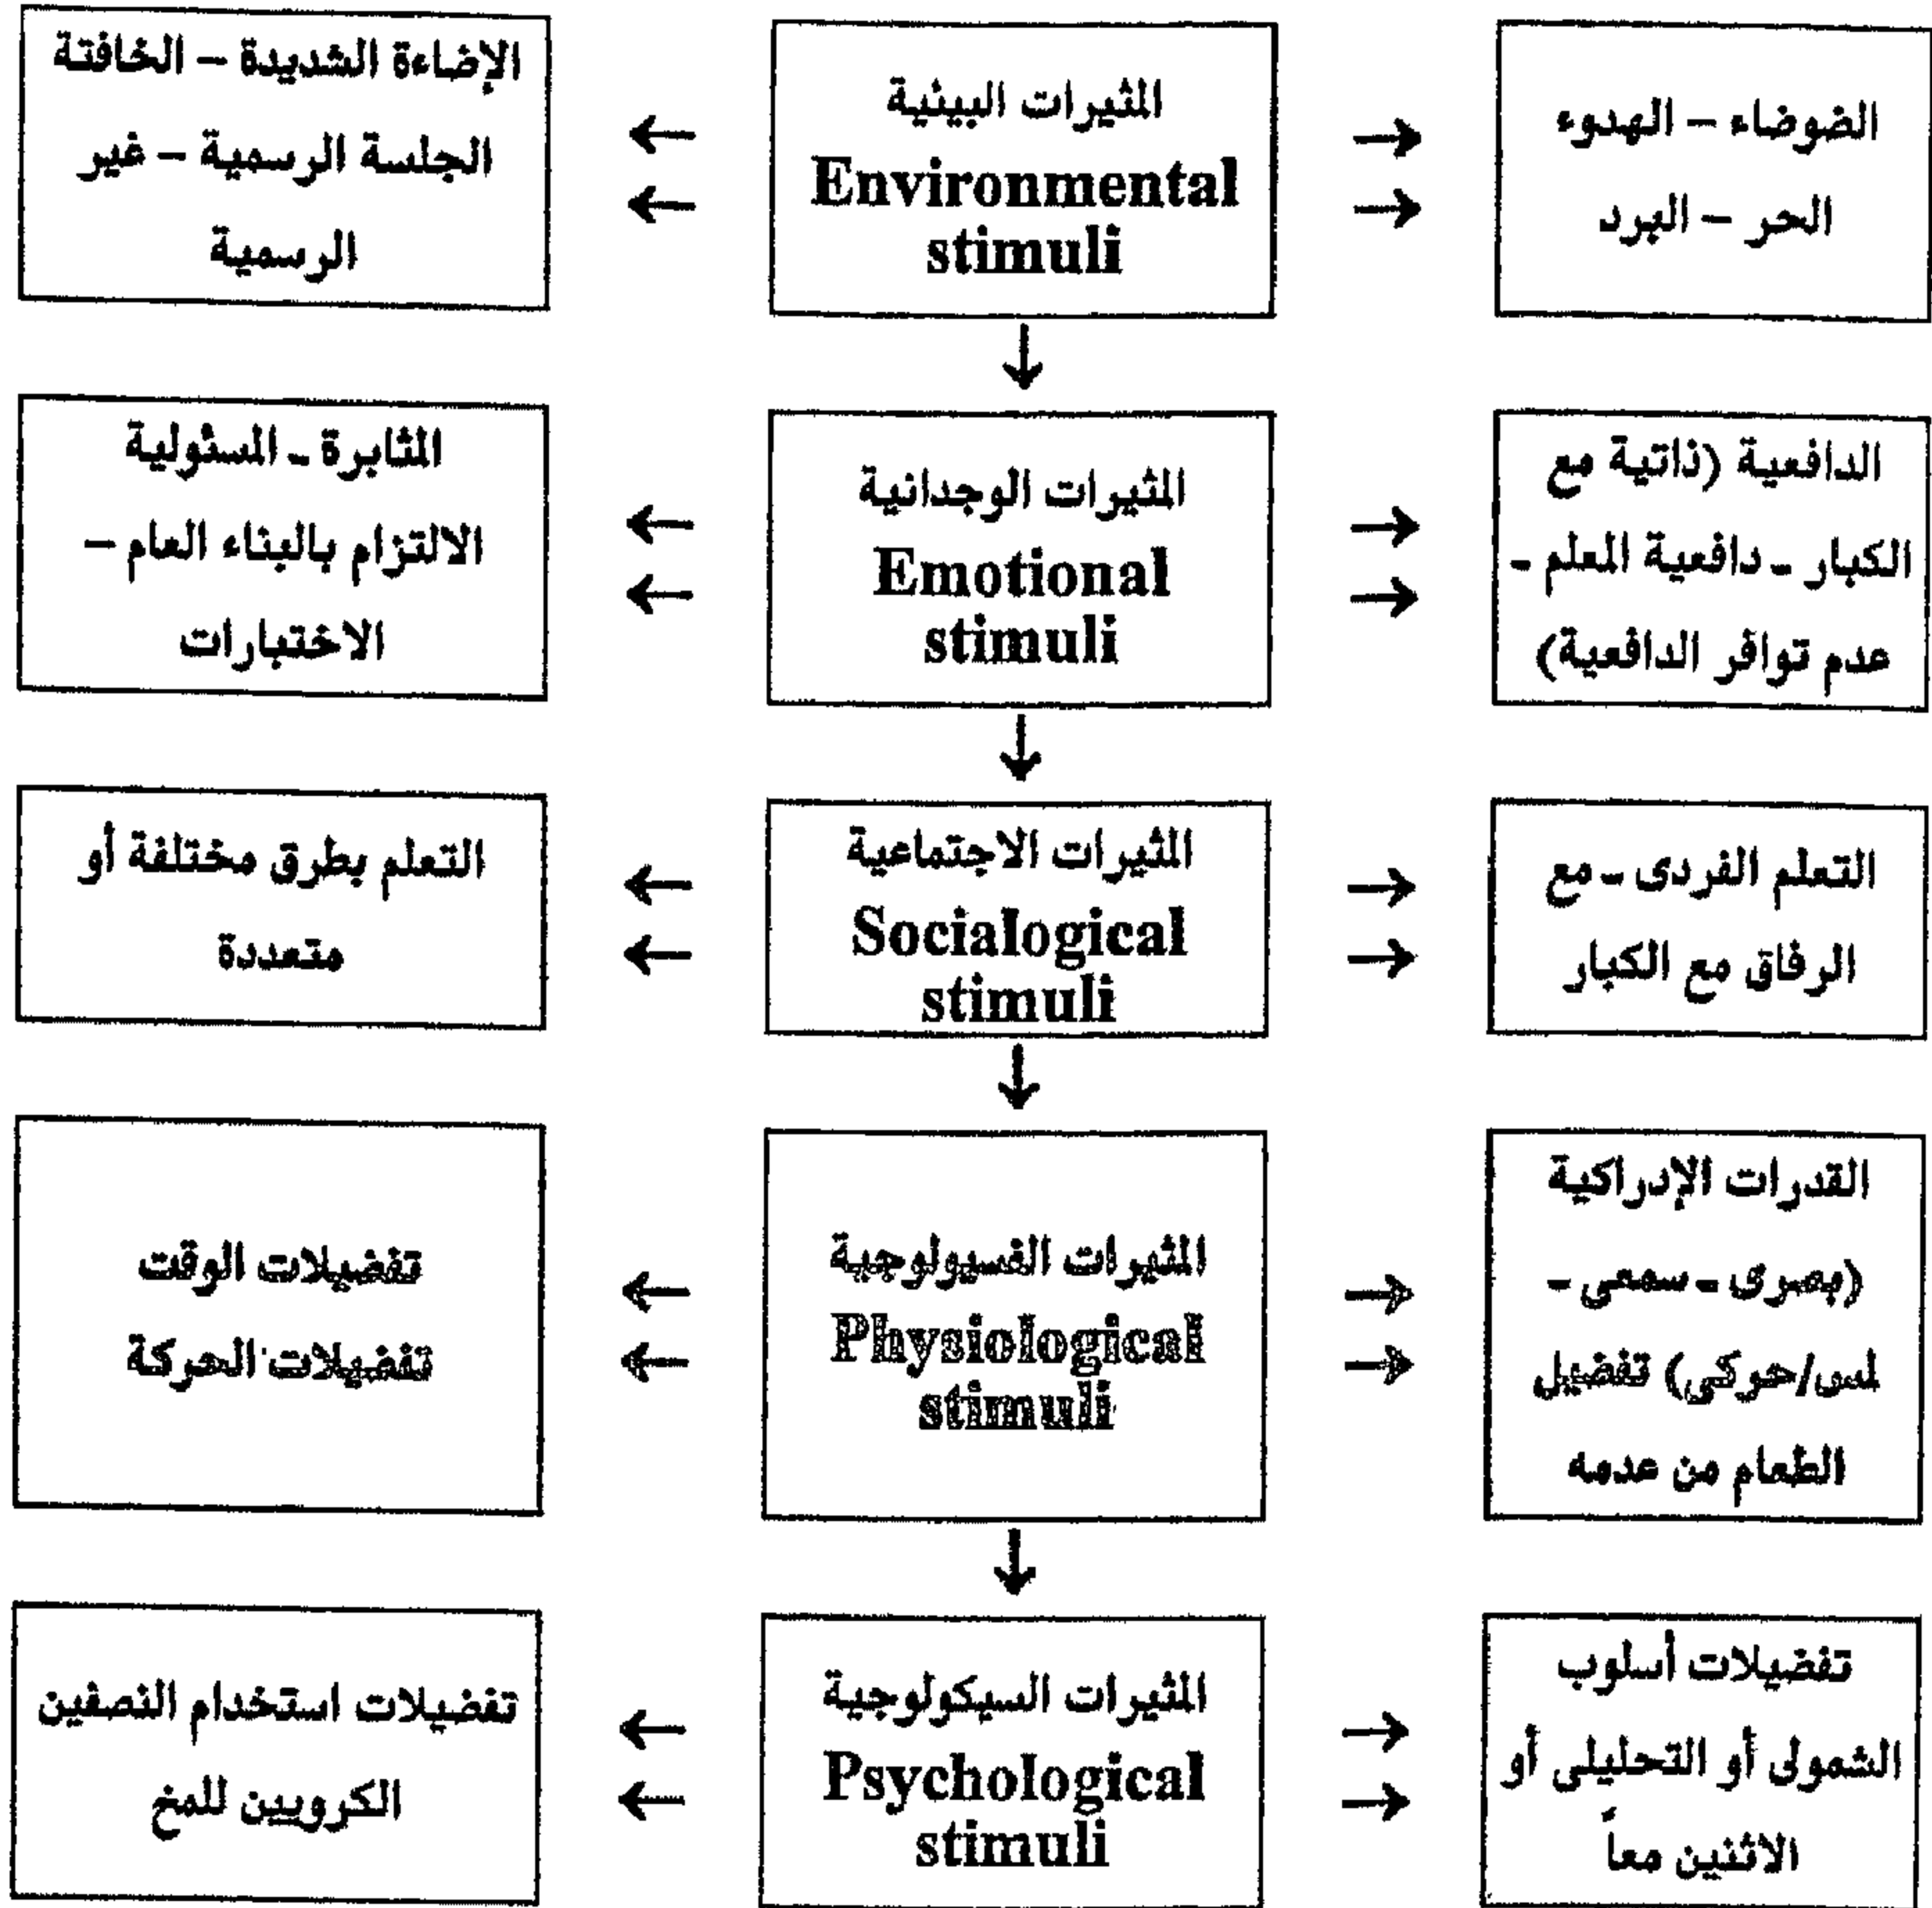 الضوضاء – الهدوء
الحر – البرد
المثيرات البيئية
Environmental
stimuli
الإضاءة الشديدة – الخافتة
الجلسة الرسمية – غير
الرسمية
الدافعية (ذاتية مع
الكبار - دافعية المعلم -
عدم توافر الدافعية)
المثيرات الوجدانية
Emotional
stimuli
المثابرة - المسئولية
الالتزام بالبناء العام –
الاختبارات
التعلم الفردى - مع
الرفاق مع الكبار
المثيرات الاجتماعية
Socialogical
stimuli
التعلم بطرق مختلفة أو
متعددة
القدرات الإدراكية
(بصرى - سمعى -
لمس/حركى) تفضيل
الطعام من عدمه
المثيرات الفسيولوجية
Physiological
stimuli
تفضيلات الوقت
تفضيلات الحركة
تفضيلات أسلوب
الشمولى أو التحليلى أو
الاثنين معاً
المثيرات السيكولوجية
Psychological
stimuli
تفضيلات استخدام النصفين
الكرويين للمخ